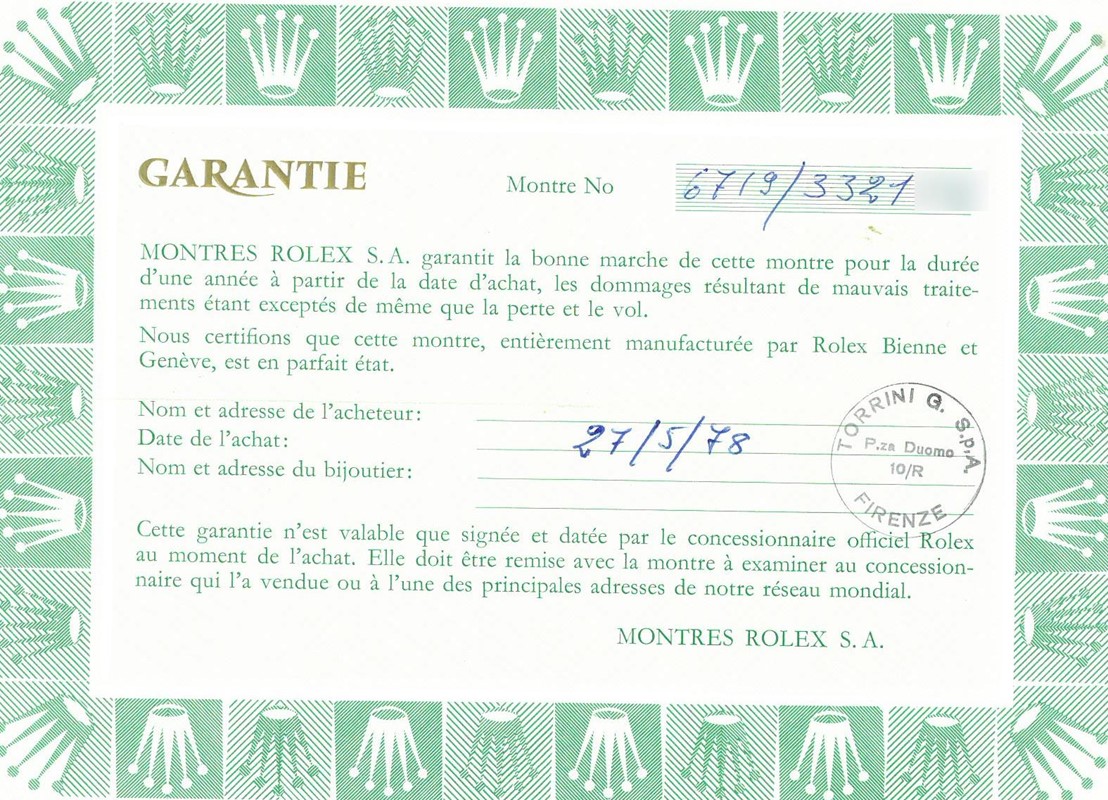 GARANTIE
Montre No 6719/3321
MONTRES ROLEX S.A. garantit la bonne marche de cette montre pour la durée
d'une année à partir de la date d'achat, les dommages résultant de mauvais traite-
ments étant exceptés de même que la perte et le vol.
Nous certifions que cette montre, entièrement manufacturée par Rolex Bienne et
Genève, est en parfait état.
Nom et adresse de l'acheteur:
Date de l'achat: 27/5/78
Nom et adresse du bijoutier:
TORRINI G. S.p.A.
P.za Duomo
10/R
FIRENZE
Cette garantie n'est valable que signée et datée par le concessionnaire officiel Rolex
au moment de l'achat. Elle doit être remise avec la montre à examiner au concession-
naire qui l'a vendue ou à l'une des principales adresses de notre réseau mondial.
MONTRES ROLEX S.A.